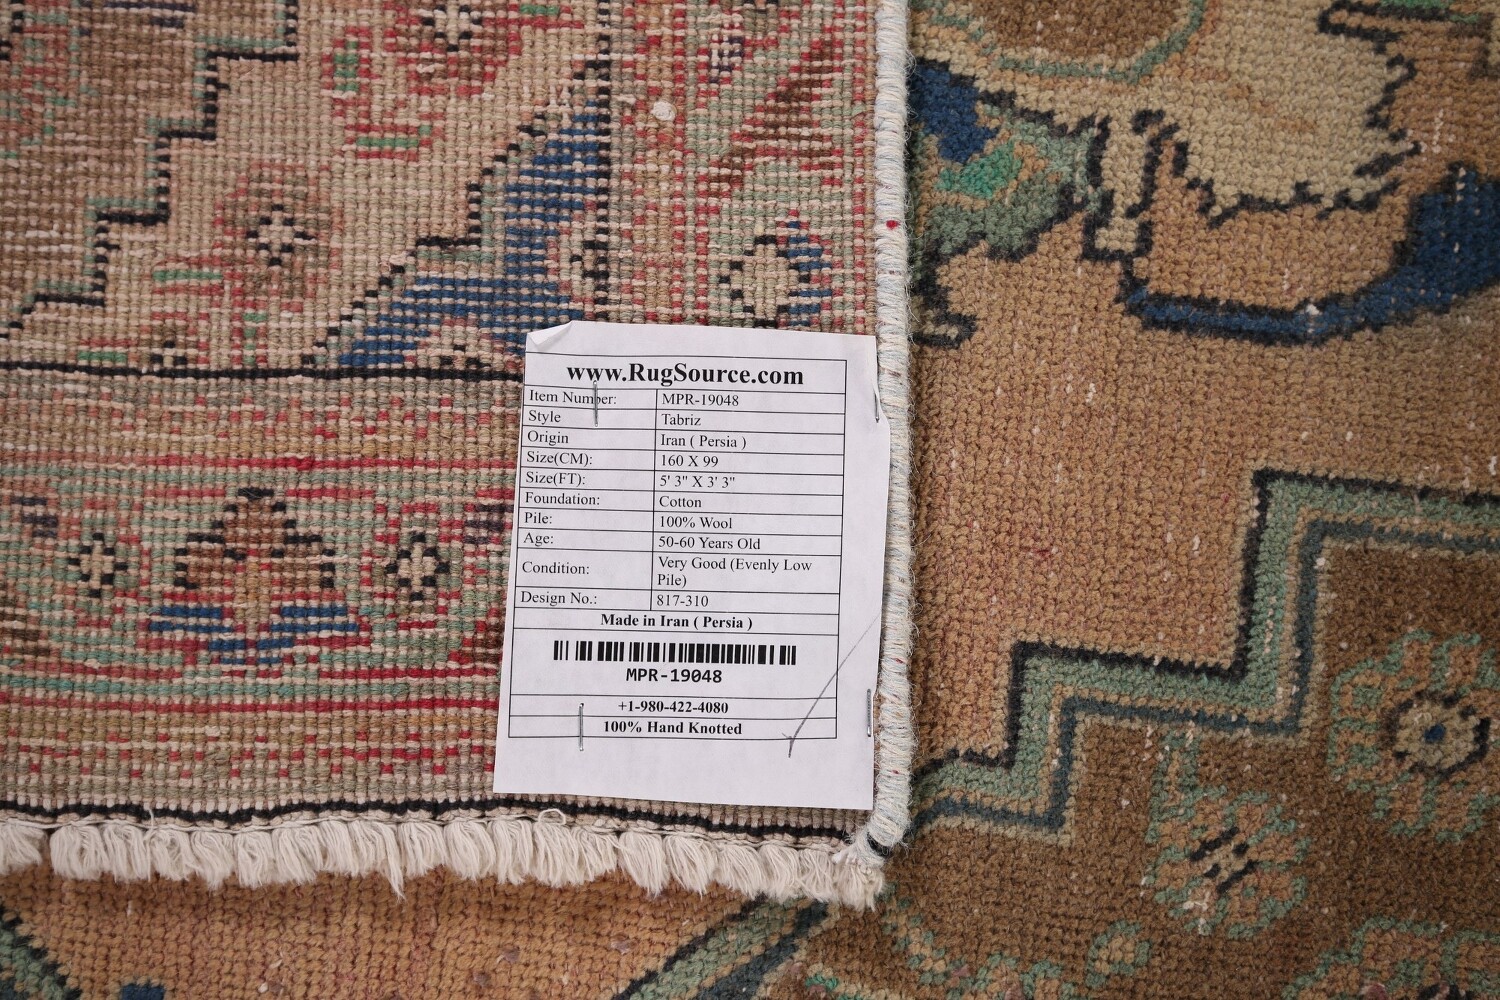 www.RugSource.com
Item Number: MPR-19048
Style Tabriz
Origin Iran ( Persia )
Size(CM): 160 X 99
Size(FT): 5' 3" X 3' 3"
Foundation: Cotton
Pile: 100% Wool
Age: 50-60 Years Old
Condition: Very Good (Evenly Low
Pile)
Design No.: 817-310
Made in Iran ( Persia )
MPR-19048
+1-980-422-4080
100% Hand Knotted